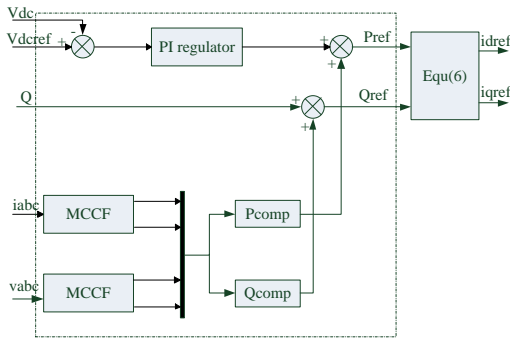 Vdc
-
Vdcref
+
PI regulator
+
+
Pref
idref
Equ(6)
Q
+
+
Qref
iqref
iabc
MCCF
Pcomp
vabc
MCCF
Qcomp